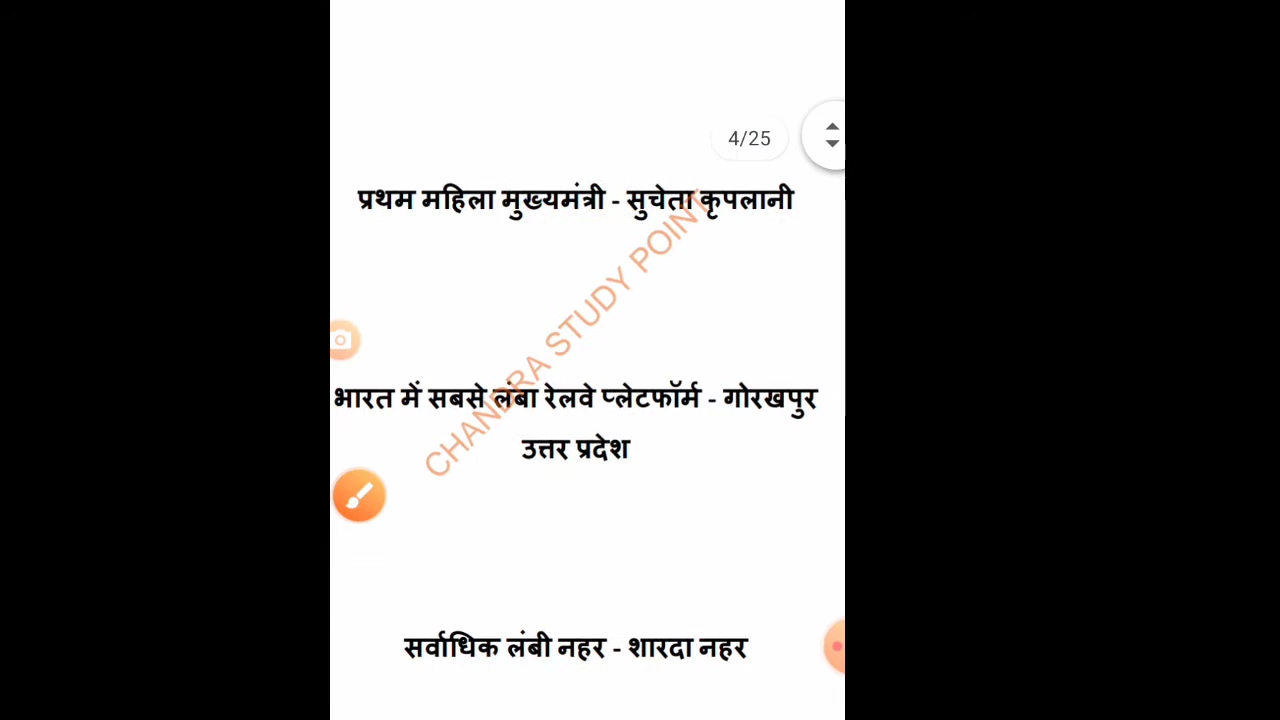 4/25
प्रथम महिला मुख्यमंत्री - सुचेता कृपलानी
CHANDRA STUDY POINT
भारत में सबसे लंबा रेलवे प्लेटफॉर्म - गोरखपुर
उत्तर प्रदेश
सर्वाधिक लंबी नहर - शारदा नहर